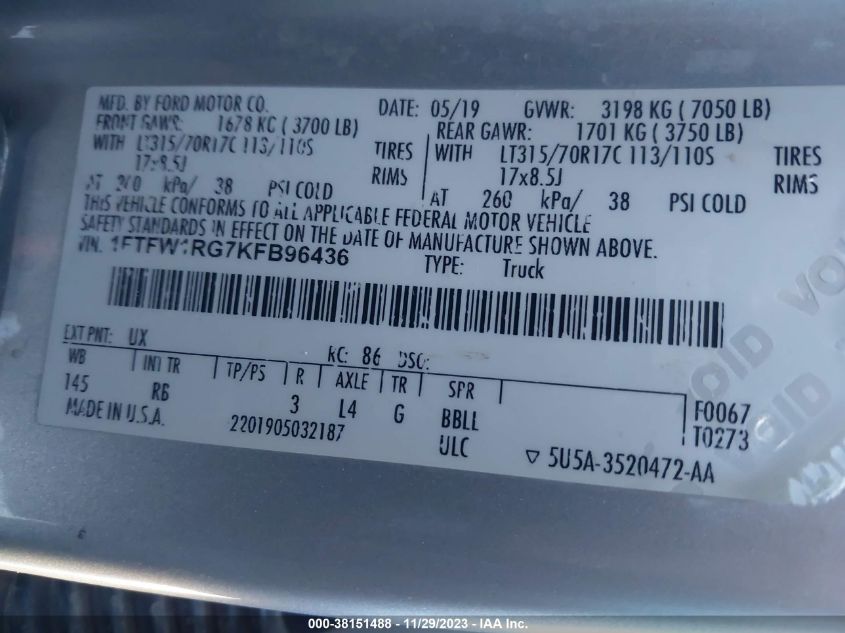 MFD. BY FORD MOTOR CO. DATE: 05/19 GVWR: 3198 KG ( 7050 LB)
FRONT GAWR: 1678 KG ( 3700 LB) REAR GAWR: 1701 KG ( 3750 LB)
WITH LT315/70R17C 113/110S TIRES WITH LT315/70R17C 113/110S TIRES
17x8.5J RIMS 17x8.5J RIMS
AT 260 kPa/ 38 PSI COLD AT 260 kPa/ 38 PSI COLD
THIS VEHICLE CONFORMS TO ALL APPLICABLE FEDERAL MOTOR VEHICLE
SAFETY STANDARDS IN EFFECT ON THE DATE OF MANUFACTURE SHOWN ABOVE.
VIN: 1FTFW1RG7KFB96436 TYPE: Truck
EXT PNT: UX RC: 86 DSO:
WB INT TR TP/PS R AXLE TR SPR
145 RB 3 L4 G BBLL F0067
MADE IN U.S.A. 2201905032187 ULC T0273
▽ 5U5A-3520472-AA
VOID VOID
000-38151488 - 11/29/2023 - IAA Inc.